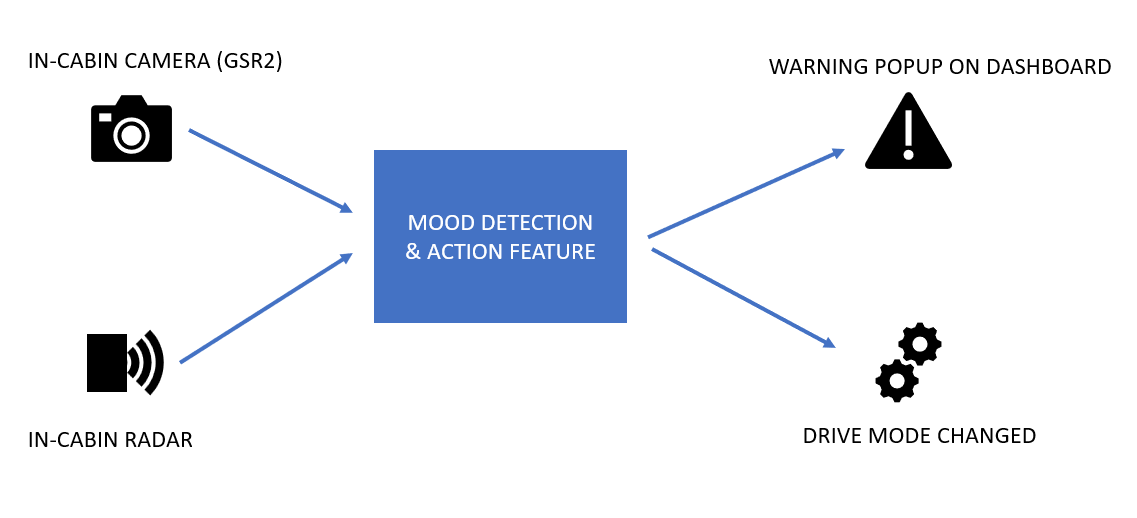 IN-CABIN CAMERA (GSR2)
WARNING POPUP ON DASHBOARD
MOOD DETECTION
& ACTION FEATURE
IN-CABIN RADAR
DRIVE MODE CHANGED